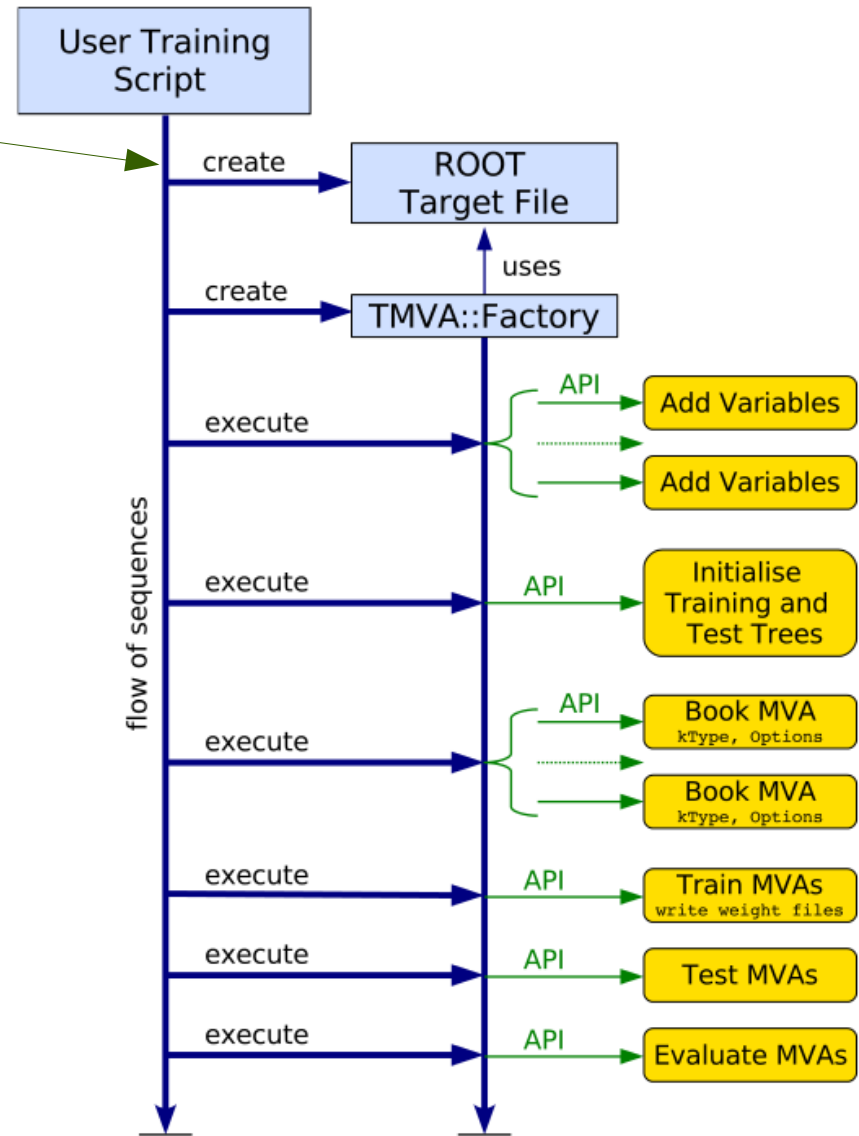 User Training
Script
create
ROOT
Target File
uses
create
TMVA::Factory
execute
API
Add Variables
Add Variables
flow of sequences
execute
API
Initialise
Training and
Test Trees
execute
API
Book MVA
kType, Options
Book MVA
kType, Options
execute
API
Train MVAs
write weight files
execute
API
Test MVAs
execute
API
Evaluate MVAs